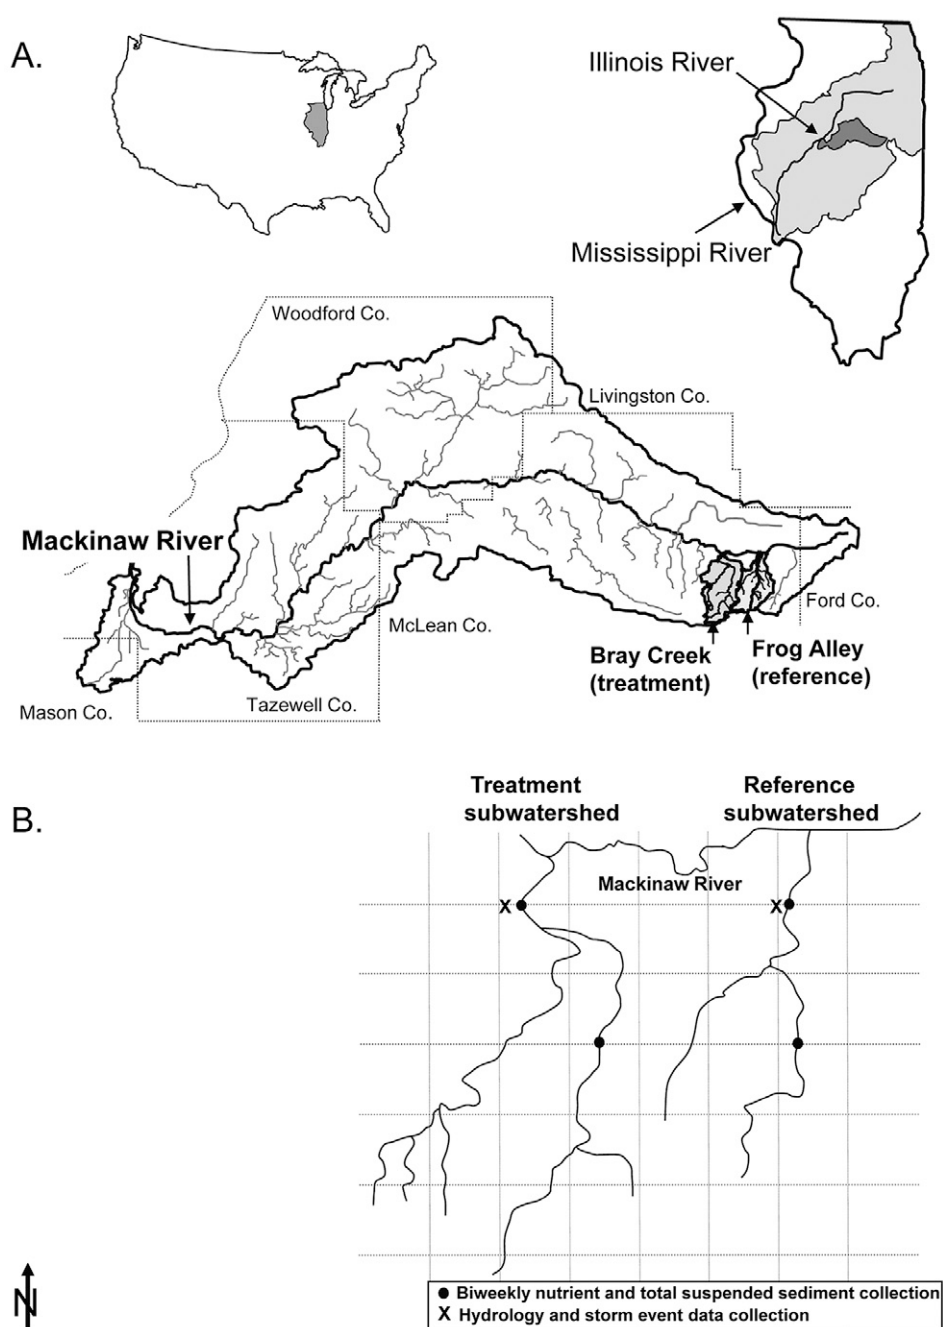 A.
Illinois River
Mississippi River
Woodford Co.
Livingston Co.
Mackinaw River
McLean Co.
Ford Co.
Bray Creek
(treatment)
Frog Alley
(reference)
Mason Co.
Tazewell Co.
B.
Treatment
subwatershed
Reference
subwatershed
Mackinaw River
X
X
N
Biweekly nutrient and total suspended sediment collection
X Hydrology and storm event data collection